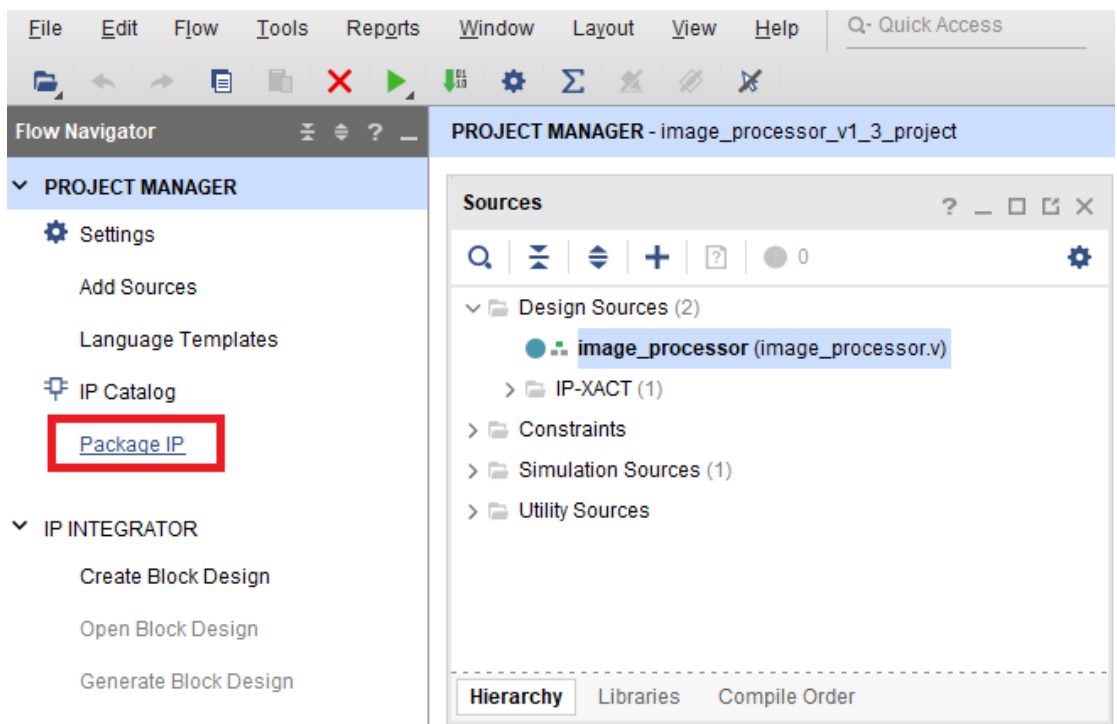 File Edit Flow Tools Reports Window Layout View Help Quick Access
Flow Navigator
PROJECT MANAGER - image_processor_v1_3_project
PROJECT MANAGER
Settings
Add Sources
Language Templates
IP Catalog
Package IP
IP INTEGRATOR
Create Block Design
Open Block Design
Generate Block Design
Sources
0
Design Sources (2)
image_processor (image_processor.v)
IP-XACT (1)
Constraints
Simulation Sources (1)
Utility Sources
Hierarchy Libraries Compile Order